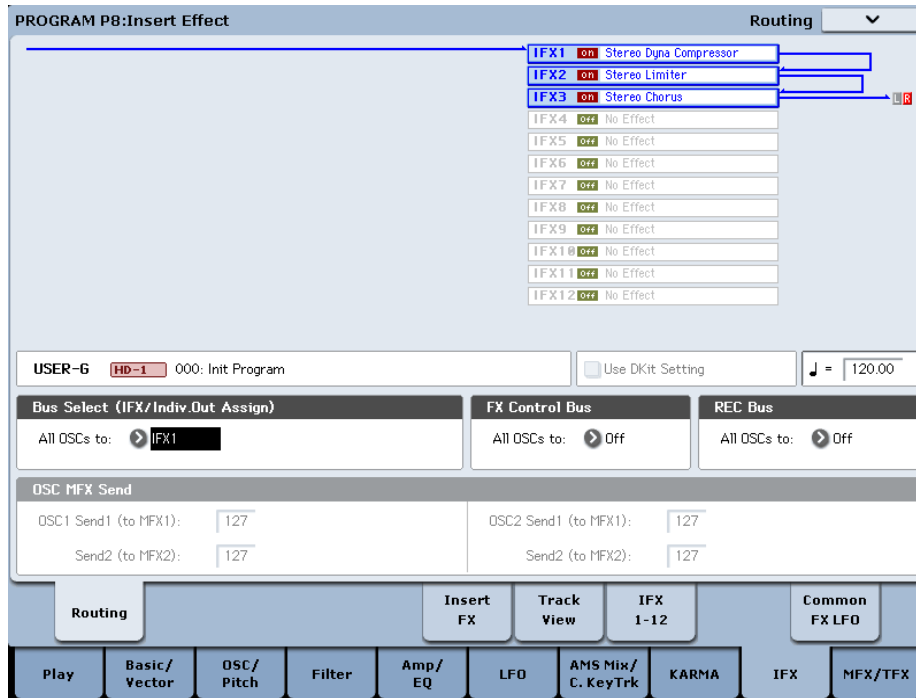 PROGRAM P8:Insert Effect Routing
IFX1 On Stereo Dyna Compressor
IFX2 On Stereo Limiter
IFX3 On Stereo Chorus
L R
IFX4 Off No Effect
IFX5 Off No Effect
IFX6 Off No Effect
IFX7 Off No Effect
IFX8 Off No Effect
IFX9 Off No Effect
IFX10 Off No Effect
IFX11 Off No Effect
IFX12 Off No Effect
USER-G HD-1 000: Init Program
Use DKit Setting
♩ = 120.00
Bus Select (IFX/Indiv.Out Assign)
All OSCs to: IFX1
FX Control Bus
All OSCs to: Off
REC Bus
All OSCs to: Off
OSC MFX Send
OSC1 Send1 (to MFX1): 127
Send2 (to MFX2): 127
OSC2 Send1 (to MFX1): 127
Send2 (to MFX2): 127
Routing
Insert
FX
Track
View
IFX
1-12
Common
FX LFO
Play
Basic/
Vector
OSC/
Pitch
Filter
Amp/
EQ
LFO
AMS Mix/
C. KeyTrk
KARMA
IFX
MFX/TFX